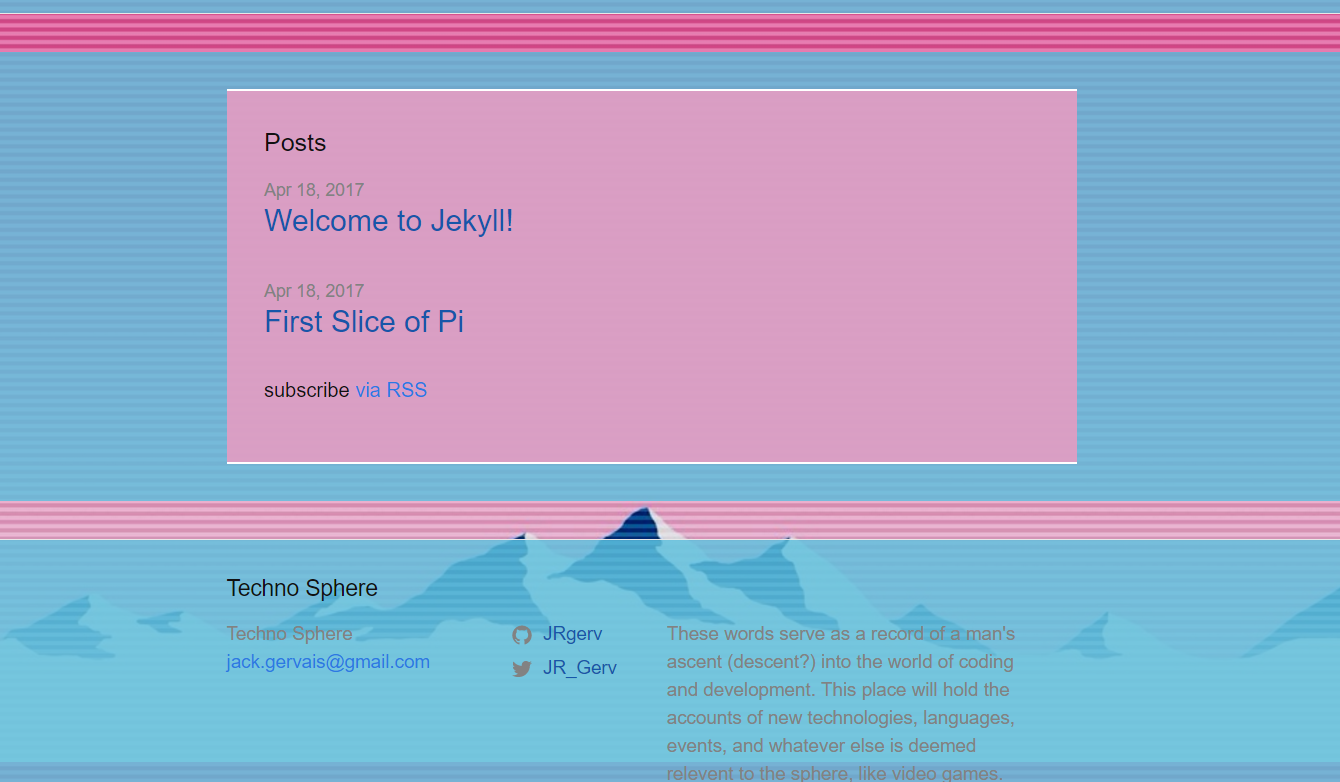 Posts
Apr 18, 2017
Welcome to Jekyll!
Apr 18, 2017
First Slice of Pi
subscribe via RSS
Techno Sphere
Techno Sphere
jack.gervais@gmail.com
JRgerv
JR_Gerv
These words serve as a record of a man's
ascent (descent?) into the world of coding
and development. This place will hold the
accounts of new technologies, languages,
events, and whatever else is deemed
relevent to the sphere, like video games.